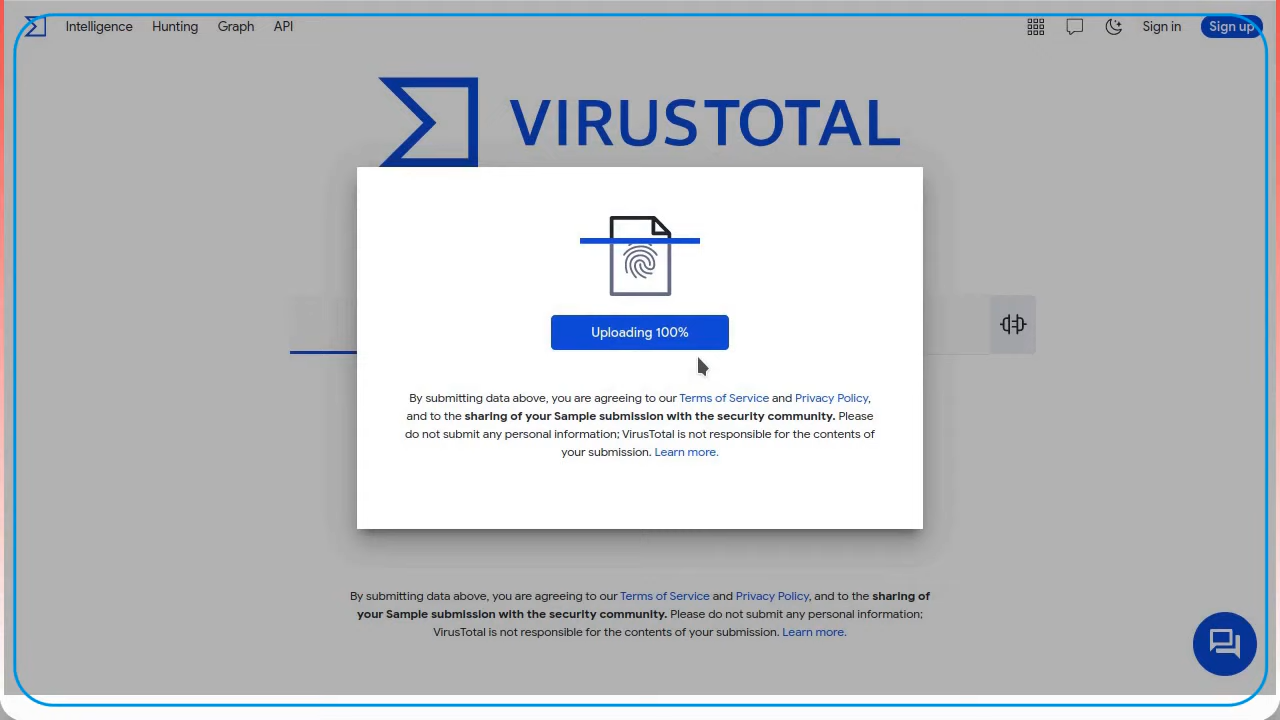 Intelligence Hunting Graph API Sign in Sign up
VIRUSTOTAL
Uploading 100%
By submitting data above, you are agreeing to our Terms of Service and Privacy Policy,
and to the sharing of your Sample submission with the security community. Please
do not submit any personal information; VirusTotal is not responsible for the contents of
your submission. Learn more.
By submitting data above, you are agreeing to our Terms of Service and Privacy Policy, and to the sharing of
your Sample submission with the security community. Please do not submit any personal information;
VirusTotal is not responsible for the contents of your submission. Learn more.